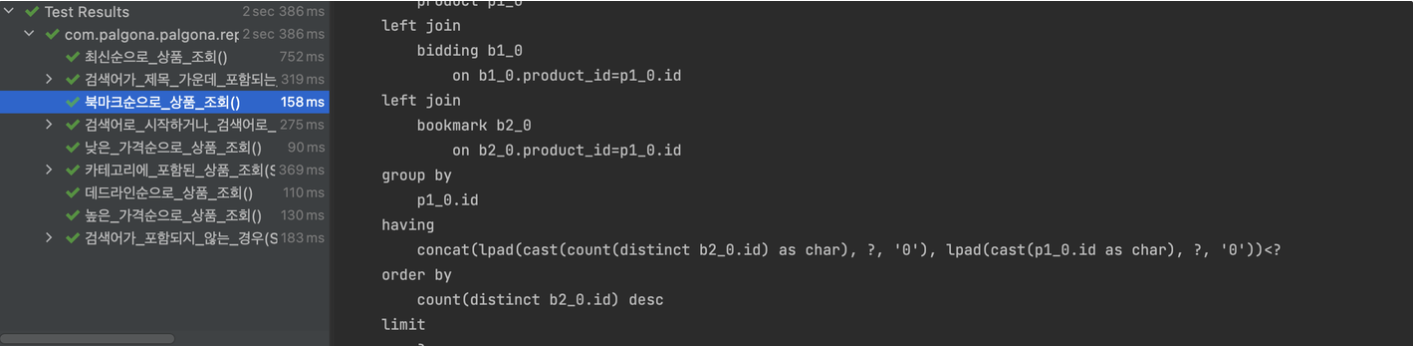 Test Results 2 sec 386 ms
com.palgona.palgona.rep 2 sec 386 ms
최신순으로_상품_조회() 752 ms
검색어가_제목_가운데_포함되는_ 319 ms
북마크순으로_상품_조회() 158 ms
검색어로_시작하거나_검색어로_ 275 ms
낮은_가격순으로_상품_조회() 90 ms
카테고리에_포함된_상품_조회(S 369 ms
데드라인순으로_상품_조회() 110 ms
높은_가격순으로_상품_조회() 130 ms
검색어가_포함되지_않는_경우(S 183 ms
product p1_0
left join
bidding b1_0
on b1_0.product_id=p1_0.id
left join
bookmark b2_0
on b2_0.product_id=p1_0.id
group by
p1_0.id
having
concat(lpad(cast(count(distinct b2_0.id) as char), ?, '0'), lpad(cast(p1_0.id as char), ?, '0'))<?
order by
count(distinct b2_0.id) desc
limit